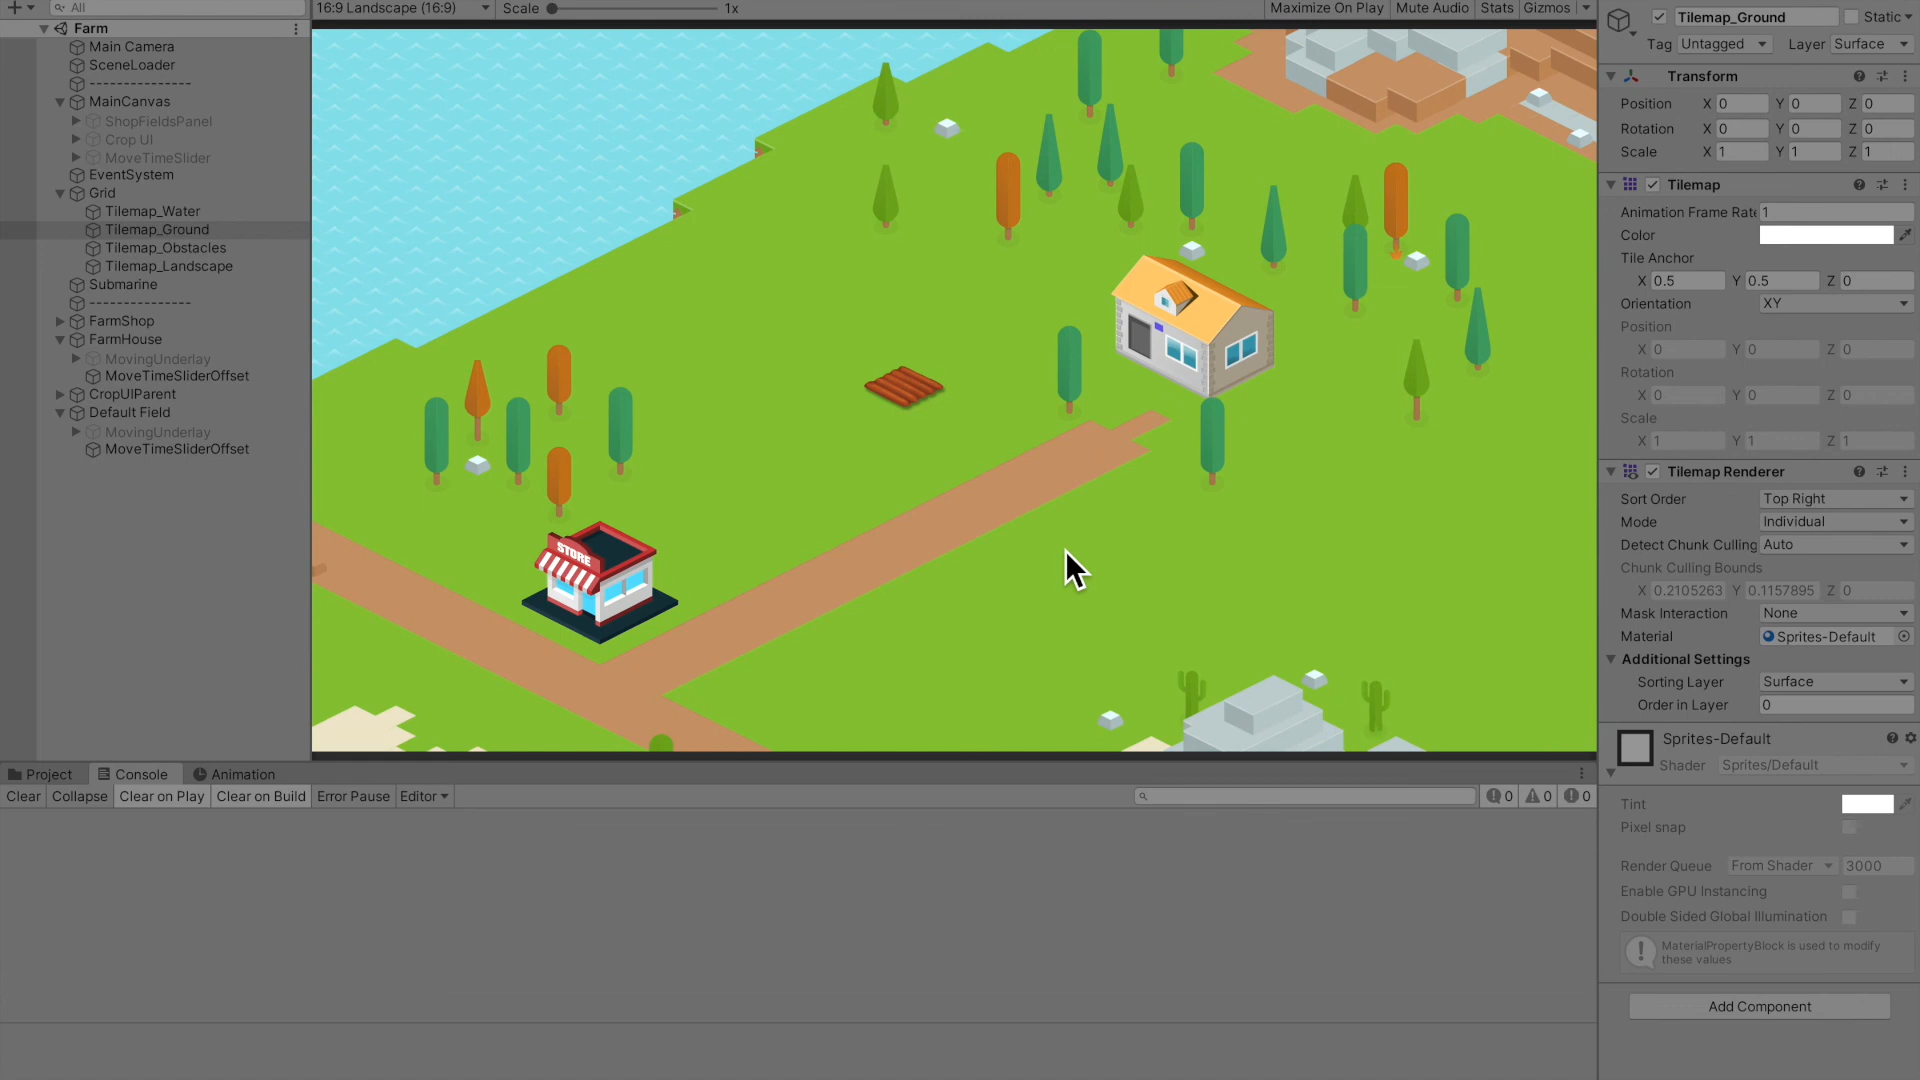 All
Farm
Main Camera
SceneLoader
---------------
MainCanvas
ShopFieldsPanel
Crop UI
MoveTimeSlider
EventSystem
Grid
Tilemap_Water
Tilemap_Ground
Tilemap_Obstacles
Tilemap_Landscape
Submarine
---------------
FarmShop
FarmHouse
MovingUnderlay
MoveTimeSliderOffset
CropUIParent
Default Field
MovingUnderlay
MoveTimeSliderOffset
16:9 Landscape (16:9) Scale 1x Maximize On Play Mute Audio Stats Gizmos
STORE
Project Console Animation
Clear Collapse Clear on Play Clear on Build Error Pause Editor 0 0 0
Tilemap_Ground Static
Tag Untagged Layer Surface
Transform
Position X 0 Y 0 Z 0
Rotation X 0 Y 0 Z 0
Scale X 1 Y 1 Z 1
Tilemap
Animation Frame Rate 1
Color
Tile Anchor
X 0.5 Y 0.5 Z 0
Orientation XY
Position
X 0 Y 0 Z 0
Rotation
X 0 Y 0 Z 0
Scale
X 1 Y 1 Z 1
Tilemap Renderer
Sort Order Top Right
Mode Individual
Detect Chunk Culling Auto
Chunk Culling Bounds
X 0.2105263 Y 0.1157895 Z 0
Mask Interaction None
Material Sprites-Default
Additional Settings
Sorting Layer Surface
Order in Layer 0
Sprites-Default
Shader Sprites/Default
Tint
Pixel snap
Render Queue From Shader 3000
Enable GPU Instancing
Double Sided Global Illumination
MaterialPropertyBlock is used to modify
these values
Add Component